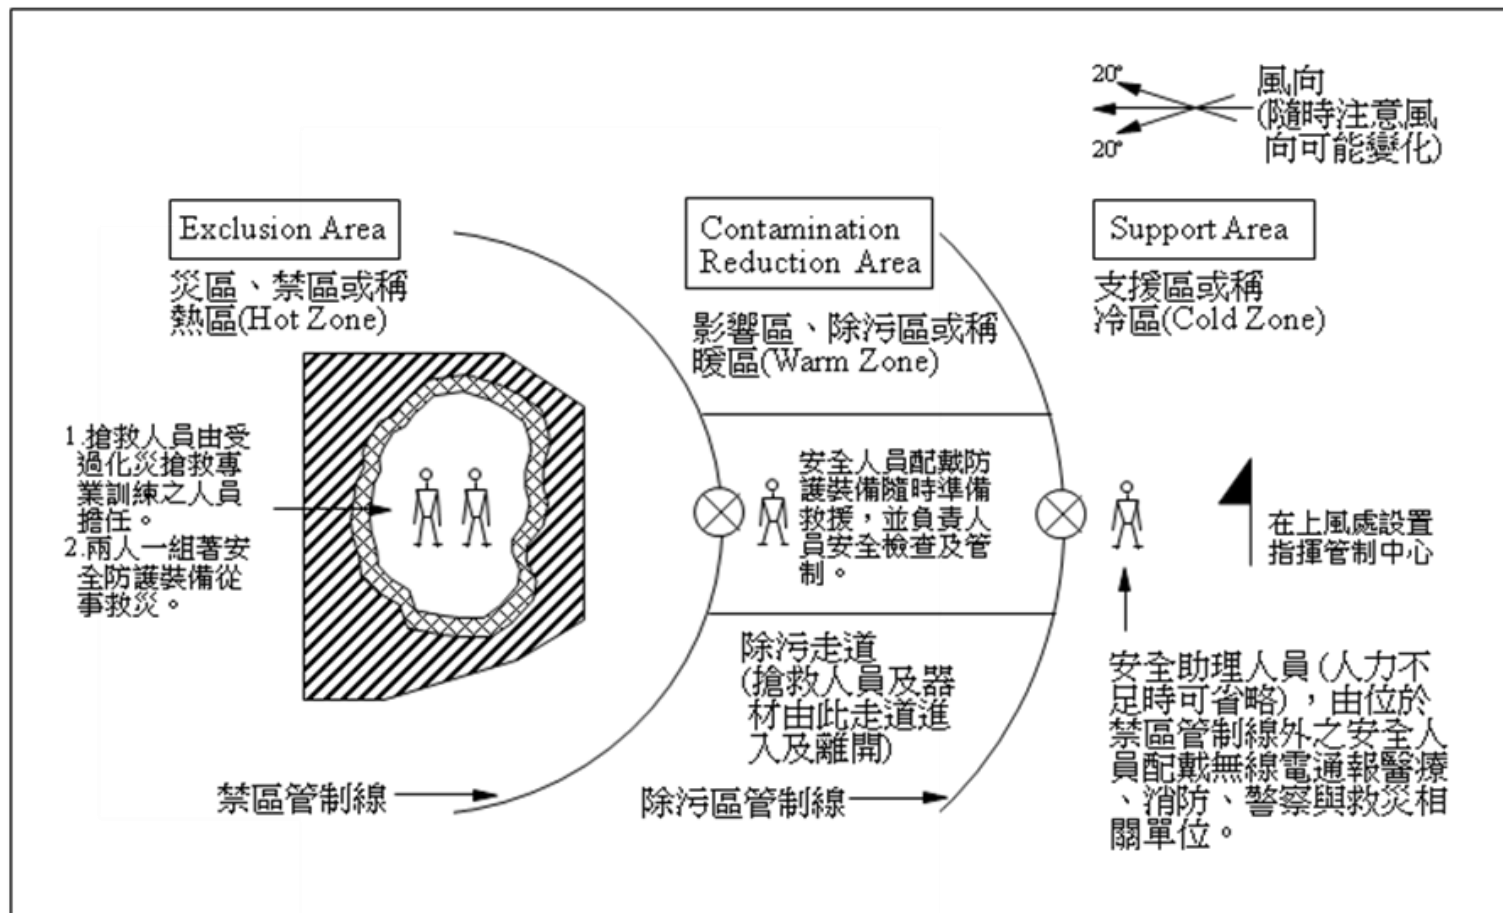 20°
20°
風向
(隨時注意風
向可能變化)
Exclusion Area
災區、禁區或稱
熱區(Hot Zone)
Contamination
Reduction Area
影響區、除污區或稱
暖區(Warm Zone)
Support Area
支援區或稱
冷區(Cold Zone)
1.搶救人員由受
過化災搶救專
業訓練之人員
擔任。
2.兩人一組著安
全防護裝備從
事救災。
安全人員配戴防
護裝備隨時準備
救援，並負責人
員安全檢查及管
制。
在上風處設置
指揮管制中心
除污走道
(搶救人員及器
材由此走道進
入及離開)
安全助理人員(人力不
足時可省略)，由位於
禁區管制線外之安全人
員配戴無線電通報醫療
、消防、警察與救災相
關單位。
禁區管制線
除污區管制線